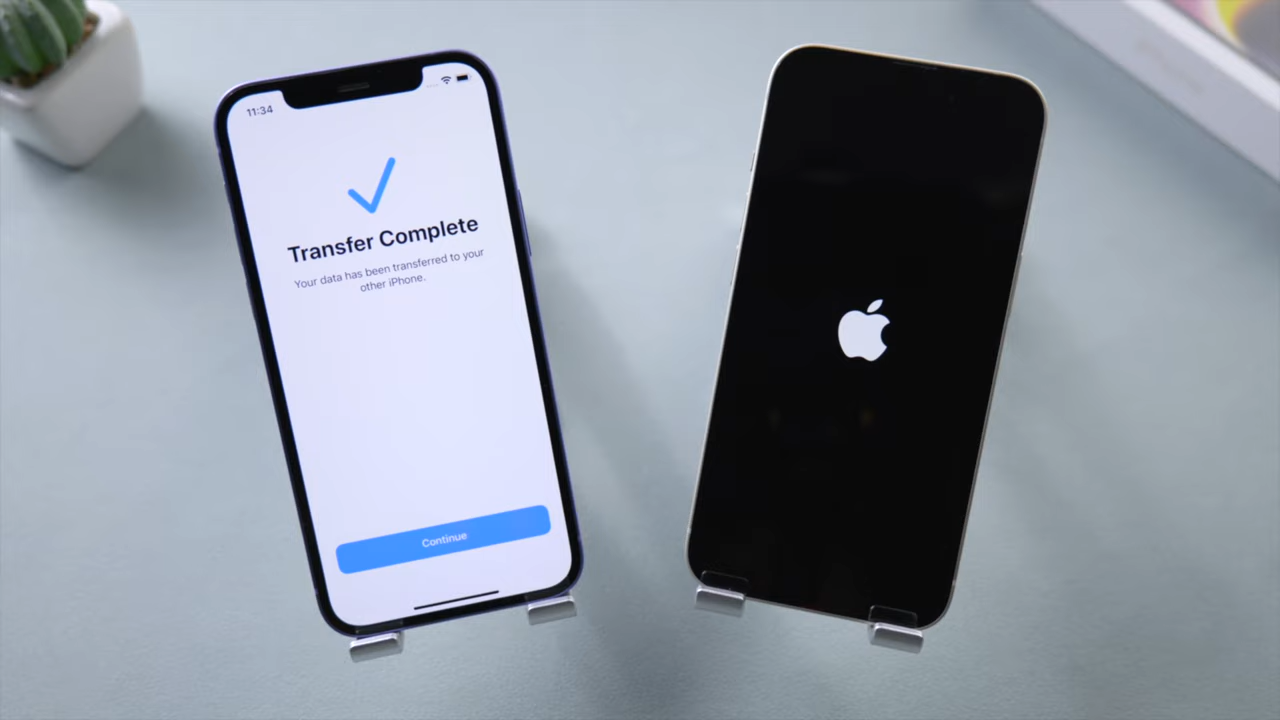 11:34
Transfer Complete
Your data has been transferred to your
other iPhone.
Continue